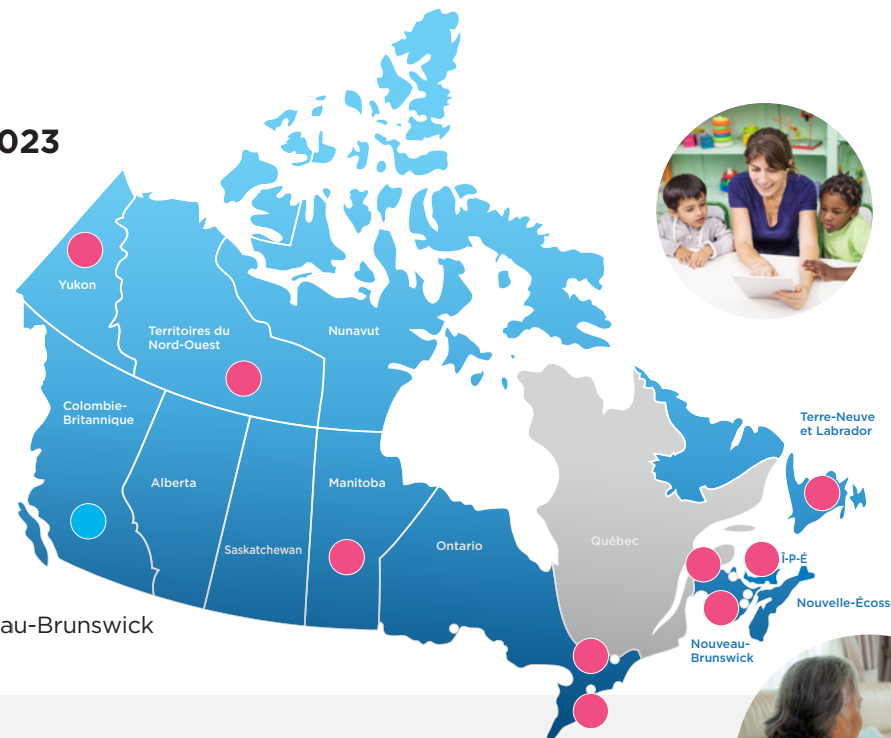 023
Yukon
Territoires du
Nord-Ouest
Nunavut
Colombie-
Britannique
Terre-Neuve
et Labrador
Alberta
Manitoba
Saskatchewan
Ontario
Québec
Î-P-É
Nouvelle-Écoss
au-Brunswick
Nouveau-
Brunswick